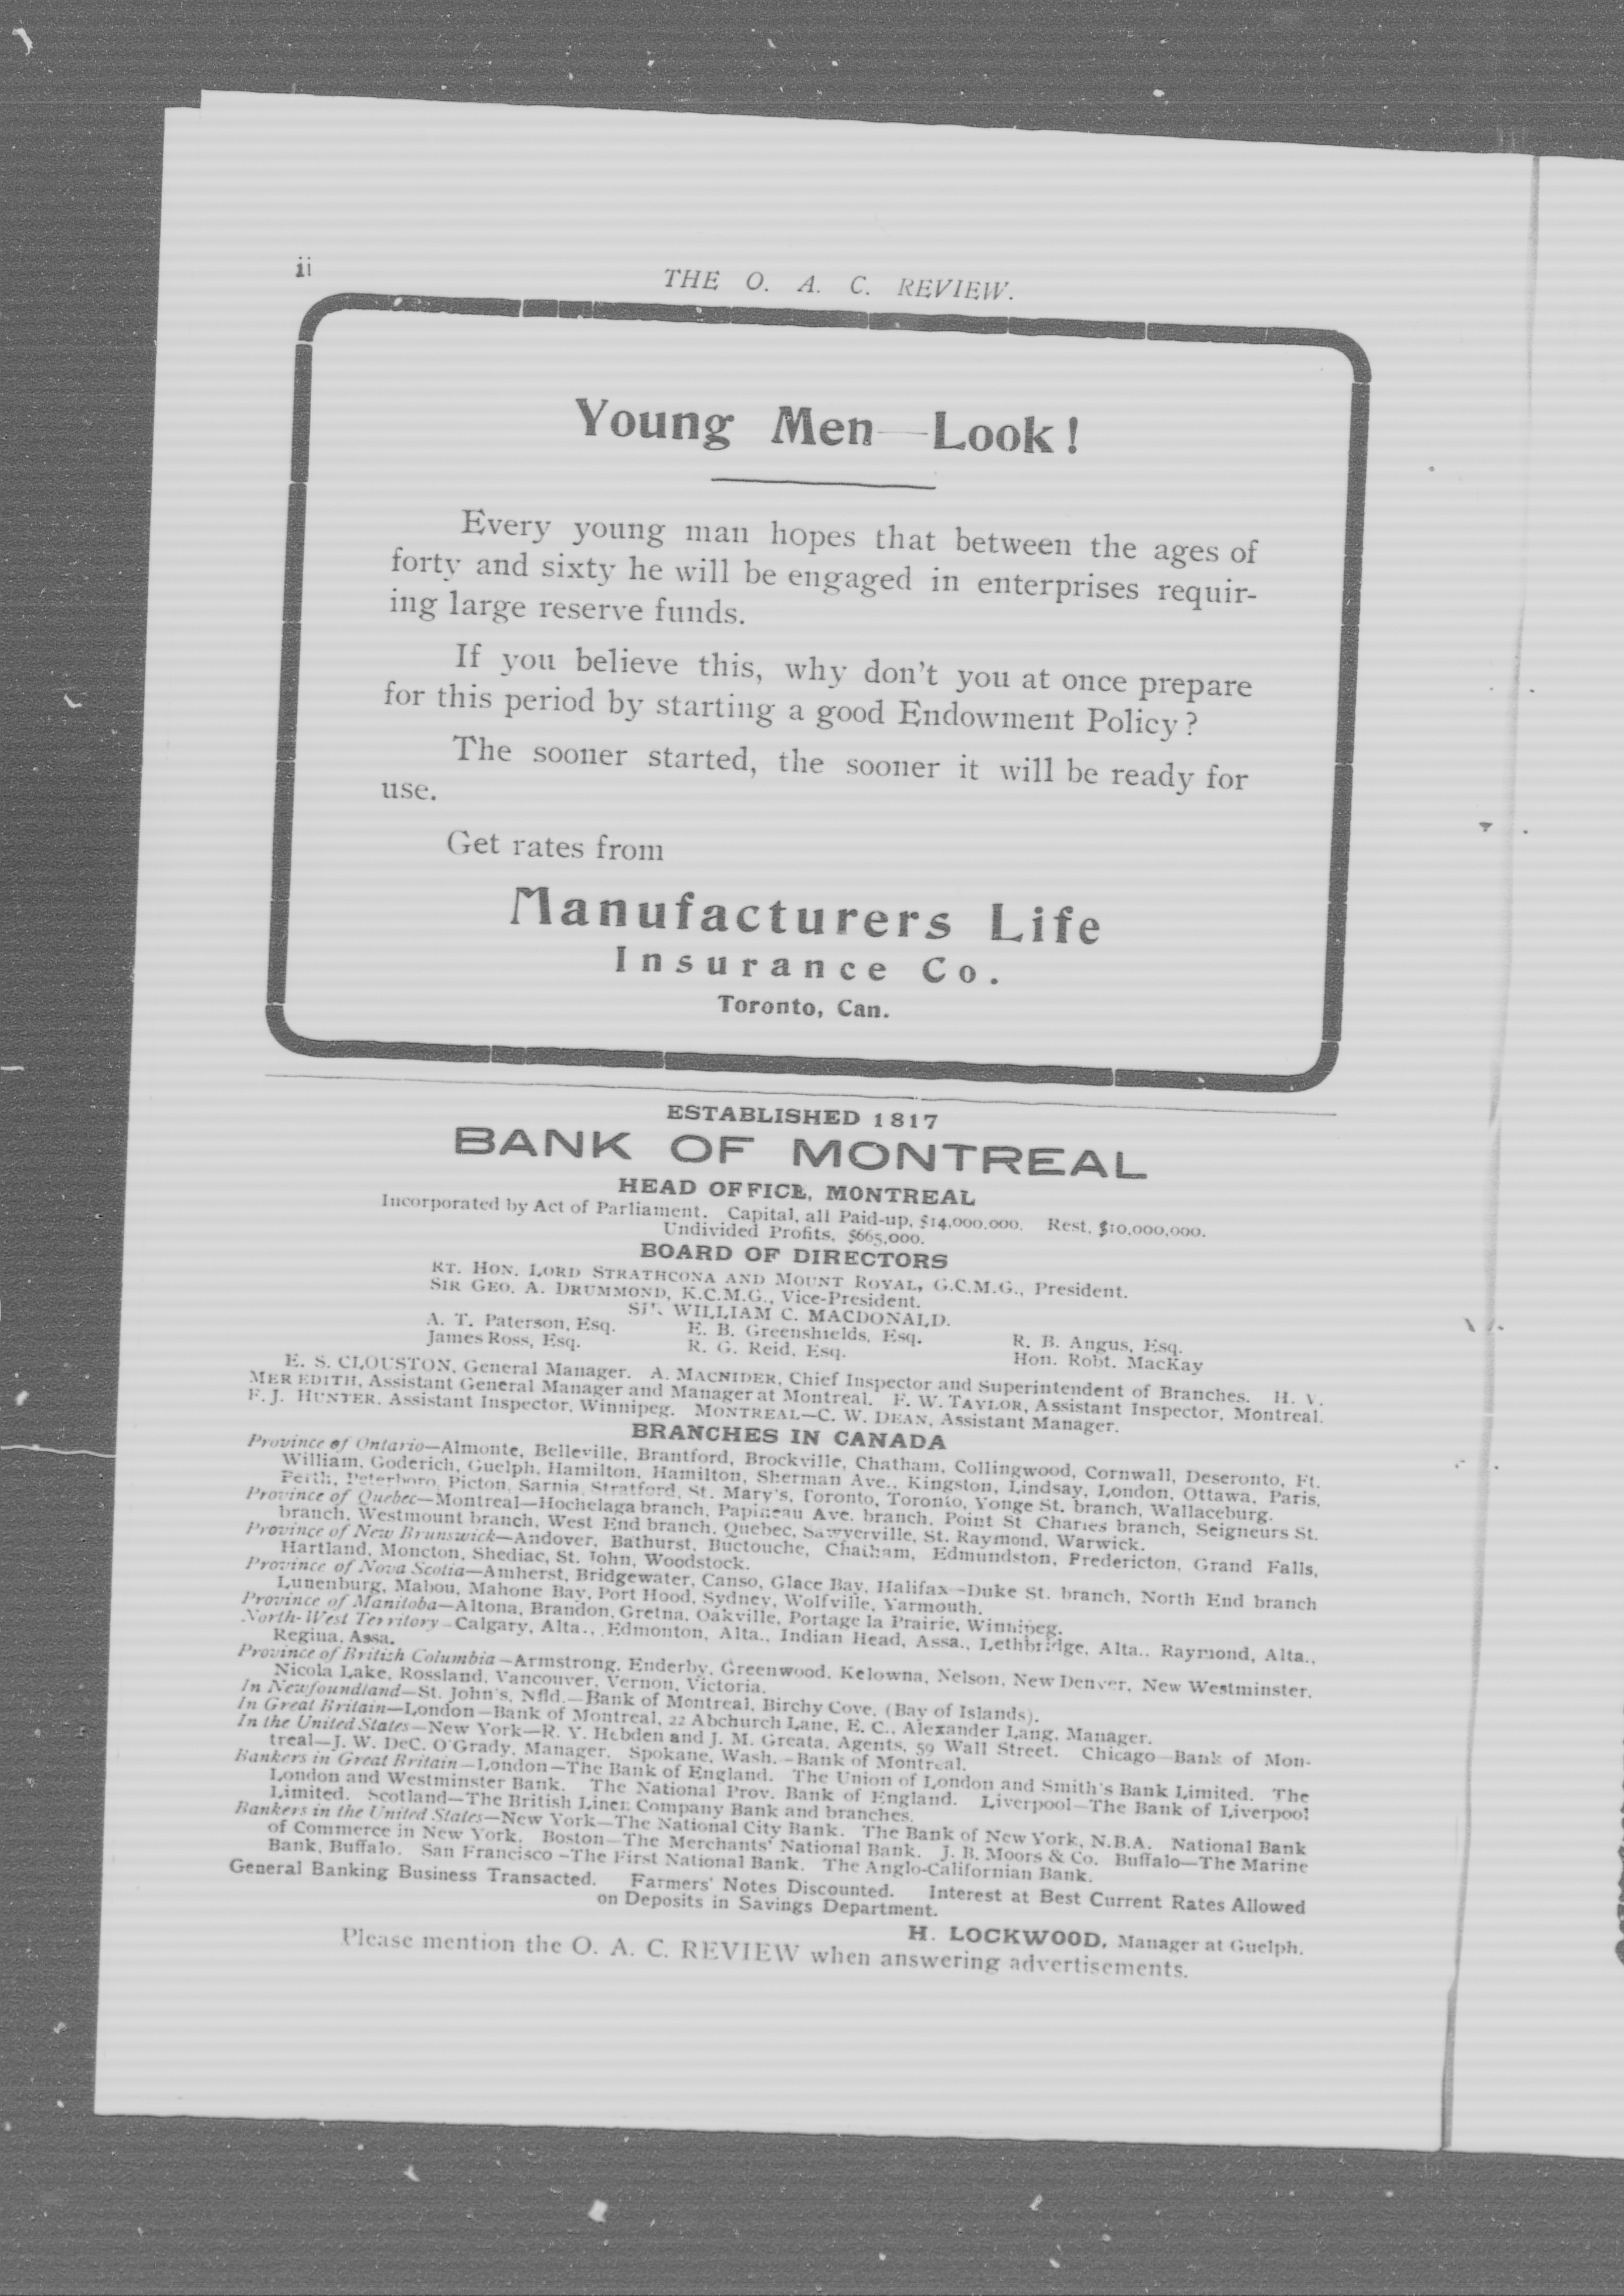 ii
THE O. A. C. REVIEW.
Young Men—Look!
Every young man hopes that between the ages of
forty and sixty he will be engaged in enterprises requir-
ing large reserve funds.
If you believe this, why don't you at once prepare
for this period by starting a good Endowment Policy?
The sooner started, the sooner it will be ready for
use.
Get rates from
Manufacturers Life
Insurance Co.
Toronto, Can.
ESTABLISHED 1817
BANK OF MONTREAL
HEAD OFFICE, MONTREAL
Incorporated by Act of Parliament. Capital, all Paid-up, $14,000,000. Rest, $10,000,000.
Undivided Profits, $665,000.
BOARD OF DIRECTORS
RT. HON. LORD STRATHCONA AND MOUNT ROYAL, G.C.M.G., President.
SIR GEO. A. DRUMMOND, K.C.M.G., Vice-President.
SIR WILLIAM C. MACDONALD.
A. T. Paterson, Esq. E. B. Greenshields, Esq. R. B. Angus, Esq.
James Ross, Esq. R. G. Reid, Esq. Hon. Robt. MacKay
E. S. CLOUSTON, General Manager. A. MACNIDER, Chief Inspector and Superintendent of Branches. H. V.
MEREDITH, Assistant General Manager and Manager at Montreal. F. W. TAYLOR, Assistant Inspector, Montreal.
F. J. HUNTER, Assistant Inspector, Winnipeg. MONTREAL—C. W. DEAN, Assistant Manager.
BRANCHES IN CANADA
Province of Ontario—Almonte, Belleville, Brantford, Brockville, Chatham, Collingwood, Cornwall, Deseronto, Ft.
William, Goderich, Guelph, Hamilton, Hamilton, Sherman Ave., Kingston, Lindsay, London, Ottawa, Paris,
Perth, Peterboro, Picton, Sarnia, Stratford, St. Mary's, Toronto, Toronto, Yonge St. branch, Wallaceburg.
Province of Quebec—Montreal—Hochelaga branch, Papineau Ave. branch, Point St Charles branch, Seigneurs St.
branch, Westmount branch, West End branch, Quebec, Sawyerville, St. Raymond, Warwick.
Province of New Brunswick—Andover, Bathurst, Buctouche, Chatham, Edmundston, Fredericton, Grand Falls,
Hartland, Moncton, Shediac, St. John, Woodstock.
Province of Nova Scotia—Amherst, Bridgewater, Canso, Glace Bay, Halifax—Duke St. branch, North End branch
Lunenburg, Mabou, Mahone Bay, Port Hood, Sydney, Wolfville, Yarmouth.
Province of Manitoba—Altona, Brandon, Gretna, Oakville, Portage la Prairie, Winnipeg.
North-West Territory—Calgary, Alta., Edmonton, Alta., Indian Head, Assa., Lethbridge, Alta., Raymond, Alta.,
Regina, Assa.
Province of British Columbia—Armstrong, Enderby, Greenwood, Kelowna, Nelson, New Denver, New Westminster,
Nicola Lake, Rossland, Vancouver, Vernon, Victoria.
In Newfoundland—St. John's, Nfld.—Bank of Montreal, Birchy Cove, (Bay of Islands).
In Great Britain—London—Bank of Montreal, 22 Abchurch Lane, E. C., Alexander Lang, Manager.
In the United States—New York—R. Y. Hebden and J. M. Greata, Agents, 59 Wall Street. Chicago—Bank of Mon-
treal—J. W. DeC. O'Grady, Manager. Spokane, Wash.—Bank of Montreal.
Bankers in Great Britain—London—The Bank of England. The Union of London and Smith's Bank Limited. The
London and Westminster Bank. The National Prov. Bank of England. Liverpool—The Bank of Liverpool
Limited. Scotland—The British Linen Company Bank and branches.
Bankers in the United States—New York—The National City Bank. The Bank of New York, N.B.A. National Bank
of Commerce in New York. Boston—The Merchants' National Bank. J. B. Moors & Co. Buffalo—The Marine
Bank, Buffalo. San Francisco—The First National Bank. The Anglo-Californian Bank.
General Banking Business Transacted. Farmers' Notes Discounted. Interest at Best Current Rates Allowed
on Deposits in Savings Department.
H. LOCKWOOD, Manager at Guelph.
Please mention the O. A. C. REVIEW when answering advertisements.